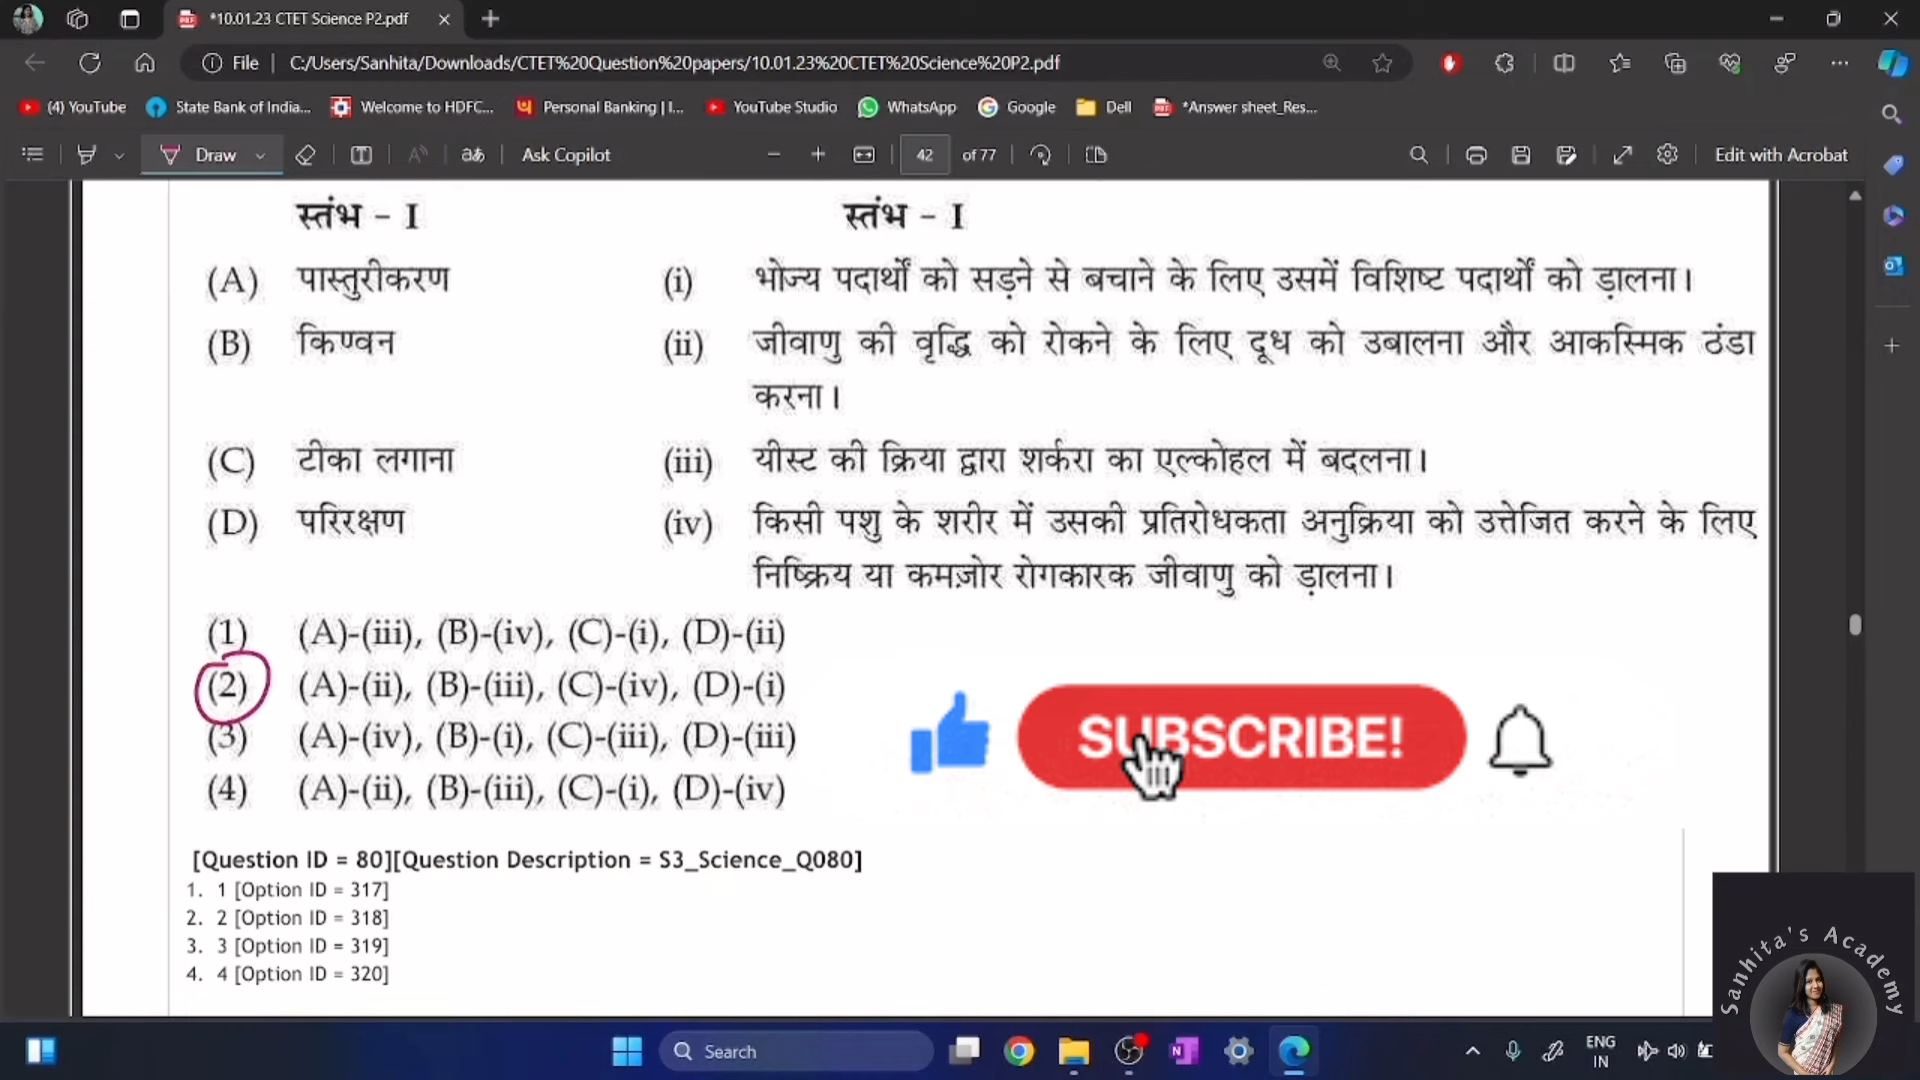 *10.01.23 CTET Science P2.pdf
File C:/Users/Sanhita/Downloads/CTET%20Question%20papers/10.01.23%20CTET%20Science%20P2.pdf
(4) YouTube State Bank of India... Welcome to HDFC... Personal Banking | I... YouTube Studio WhatsApp Google Dell *Answer sheet_Res...
Draw Ask Copilot 42 of 77 Edit with Acrobat
स्तंभ - I स्तंभ - I
(A) पास्तुरीकरण (i) भोज्य पदार्थों को सड़ने से बचाने के लिए उसमें विशिष्ट पदार्थों को ड़ालना।
(B) किण्वन (ii) जीवाणु की वृद्धि को रोकने के लिए दूध को उबालना और आकस्मिक ठंडा
करना।
(C) टीका लगाना (iii) यीस्ट की क्रिया द्वारा शर्करा का एल्कोहल में बदलना।
(D) परिरक्षण (iv) किसी पशु के शरीर में उसकी प्रतिरोधकता अनुक्रिया को उत्तेजित करने के लिए
निष्क्रिय या कमज़ोर रोगकारक जीवाणु को ड़ालना।
(1) (A)-(iii), (B)-(iv), (C)-(i), (D)-(ii)
(2) (A)-(ii), (B)-(iii), (C)-(iv), (D)-(i)
(3) (A)-(iv), (B)-(i), (C)-(iii), (D)-(iii)
(4) (A)-(ii), (B)-(iii), (C)-(i), (D)-(iv)
SUBSCRIBE!
[Question ID = 80][Question Description = S3_Science_Q080]
1. 1 [Option ID = 317]
2. 2 [Option ID = 318]
3. 3 [Option ID = 319]
4. 4 [Option ID = 320]
Sanhita's Academy
Search
ENG
IN